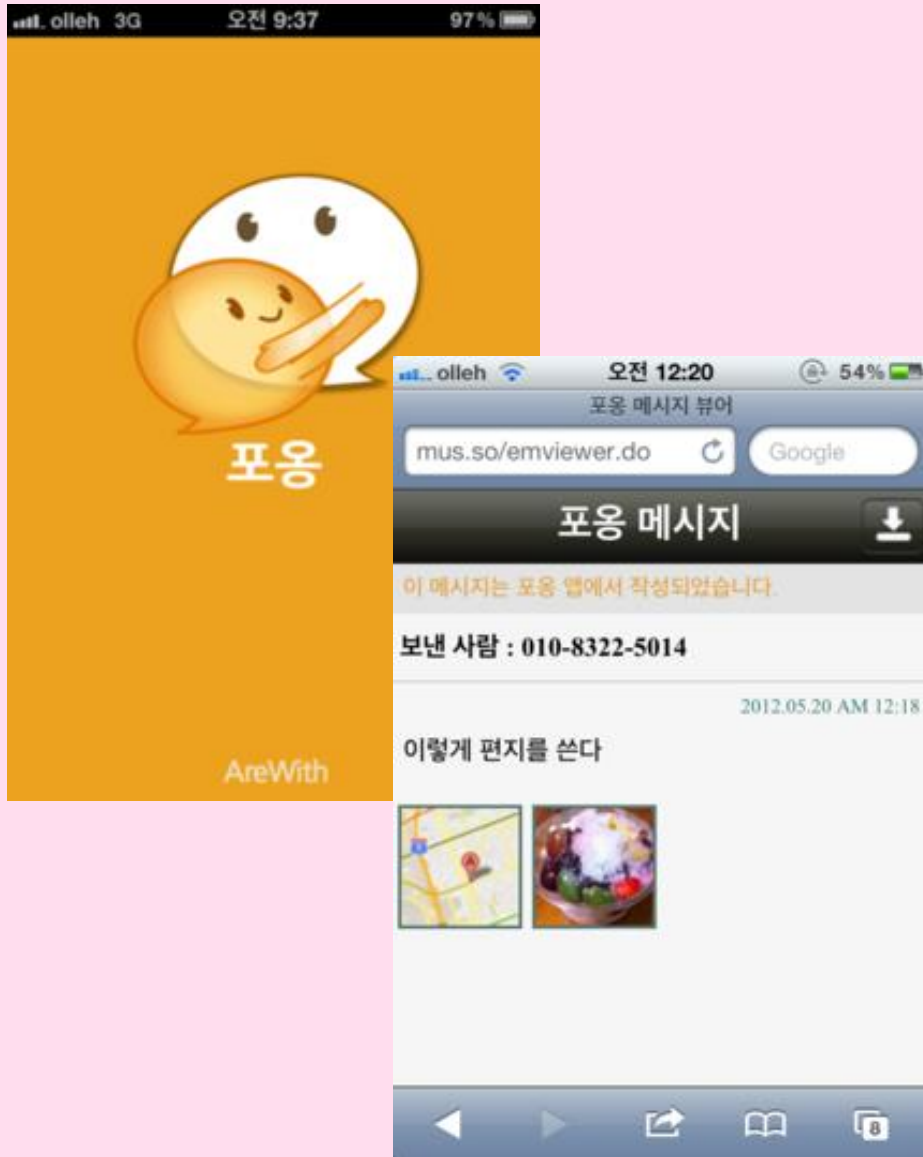 olleh 3G 오전 9:37 97%
포옹
AreWith
olleh 오전 12:20 54%
포옹 메시지 뷰어
mus.so/emviewer.do Google
포옹 메시지
이 메시지는 포옹 앱에서 작성되었습니다.
보낸 사람 : 010-8322-5014
2012.05.20 AM 12:18
이렇게 편지를 쓴다
A
8